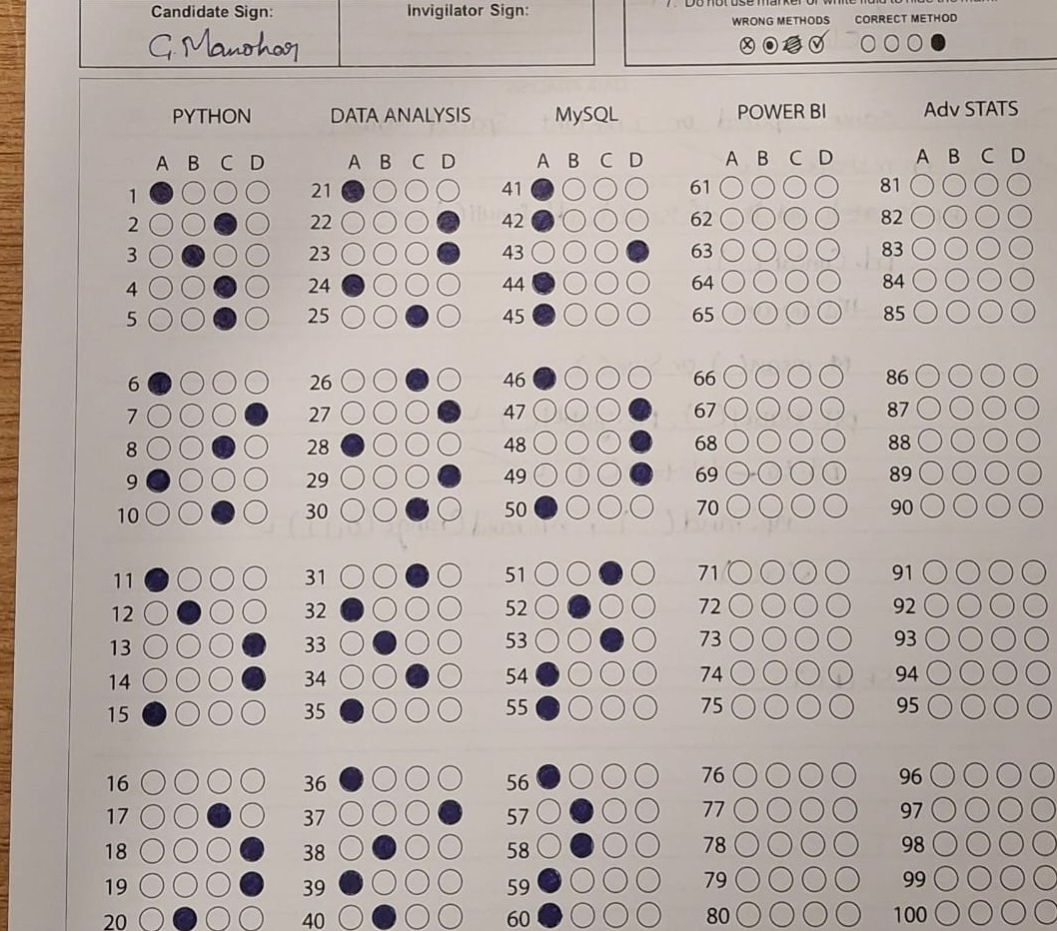 7. Do not use marker or white fluid to hide the mark.
Candidate Sign:
Invigilator Sign:
WRONG METHODS
CORRECT METHOD
G. Manohar
PYTHON
DATA ANALYSIS
MySQL
POWER BI
Adv STATS
A B C D
A B C D
A B C D
A B C D
A B C D
1 21 41 61 81
2 22 42 62 82
3 23 43 63 83
4 24 44 64 84
5 25 45 65 85
6 26 46 66 86
7 27 47 67 87
8 28 48 68 88
9 29 49 69 89
10 30 50 70 90
11 31 51 71 91
12 32 52 72 92
13 33 53 73 93
14 34 54 74 94
15 35 55 75 95
16 36 56 76 96
17 37 57 77 97
18 38 58 78 98
19 39 59 79 99
20 40 60 80 100